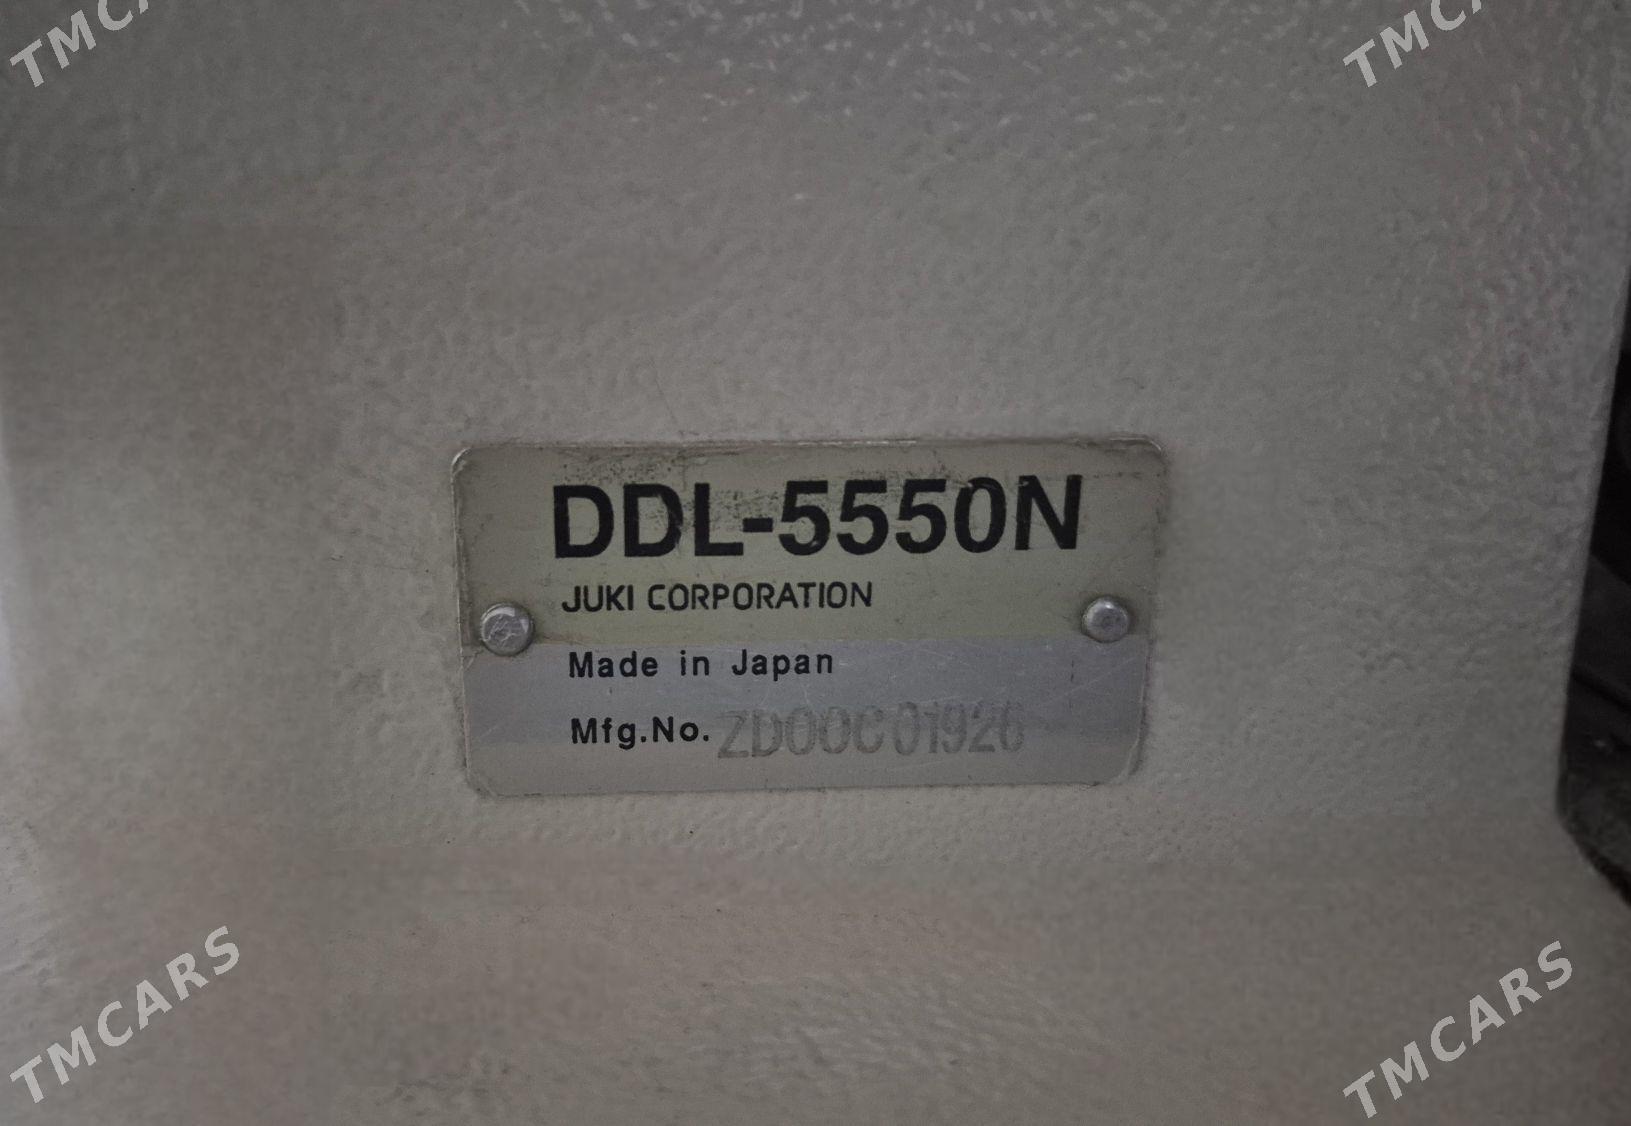 TMCARS
TMCARS
DDL-5550N
JUKI CORPORATION
Made in Japan
Mfg.No. ZD00C01926
TMCARS
TMCARS